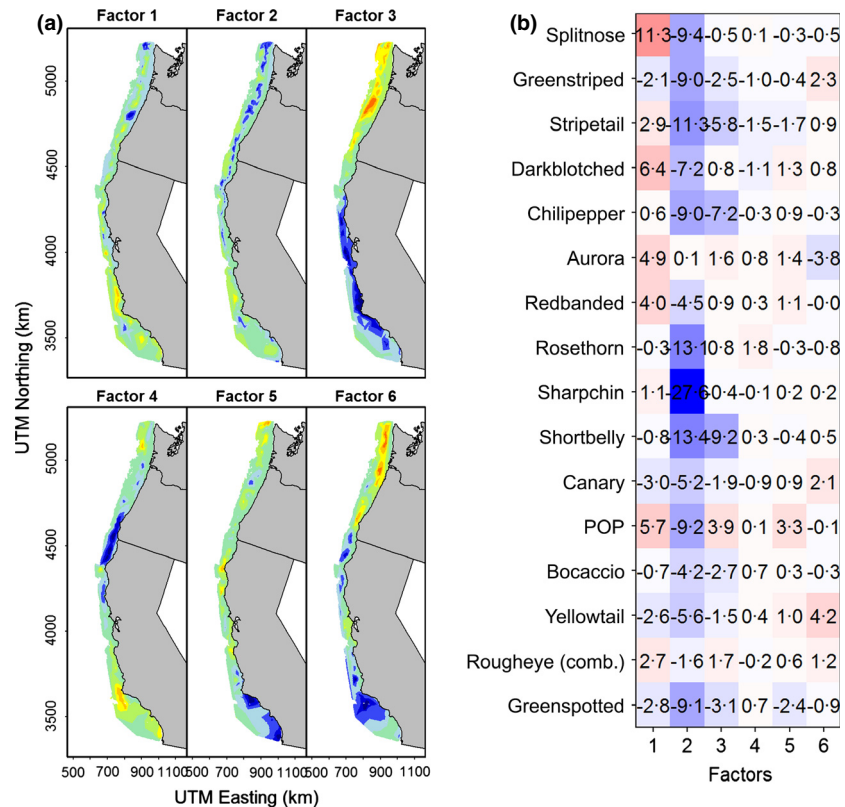 (a)
Factor 1 Factor 2 Factor 3
5000
4500
4000
3500
Factor 4 Factor 5 Factor 6
5000
4500
4000
3500
500 700 900 1100 500 700 900 1100 500 700 900 1100
UTM Northing (km)
UTM Easting (km)
(b)
Splitnose 11·3 -9·4 -0·5 0·1 -0·3 -0·5
Greenstriped -2·1 -9·0 -2·5 -1·0 -0·4 2·3
Stripetail 2·9 -11·3 -5·8 -1·5 -1·7 0·9
Darkblotched 6·4 -7·2 0·8 -1·1 1·3 0·8
Chilipepper 0·6 -9·0 -7·2 -0·3 0·9 -0·3
Aurora 4·9 0·1 1·6 0·8 1·4 -3·8
Redbanded 4·0 -4·5 0·9 0·3 1·1 -0·0
Rosethorn -0·3 -13·1 0·8 1·8 -0·3 -0·8
Sharpchin 1·1 -27·6 -0·4 -0·1 0·2 0·2
Shortbelly -0·8 -13·4 -9·2 0·3 -0·4 0·5
Canary -3·0 -5·2 -1·9 -0·9 0·9 2·1
POP 5·7 -9·2 3·9 0·1 3·3 -0·1
Bocaccio -0·7 -4·2 -2·7 0·7 0·3 -0·3
Yellowtail -2·6 -5·6 -1·5 0·4 1·0 4·2
Rougheye (comb.) 2·7 -1·6 1·7 -0·2 0·6 1·2
Greenspotted -2·8 -9·1 -3·1 0·7 -2·4 -0·9
1 2 3 4 5 6
Factors